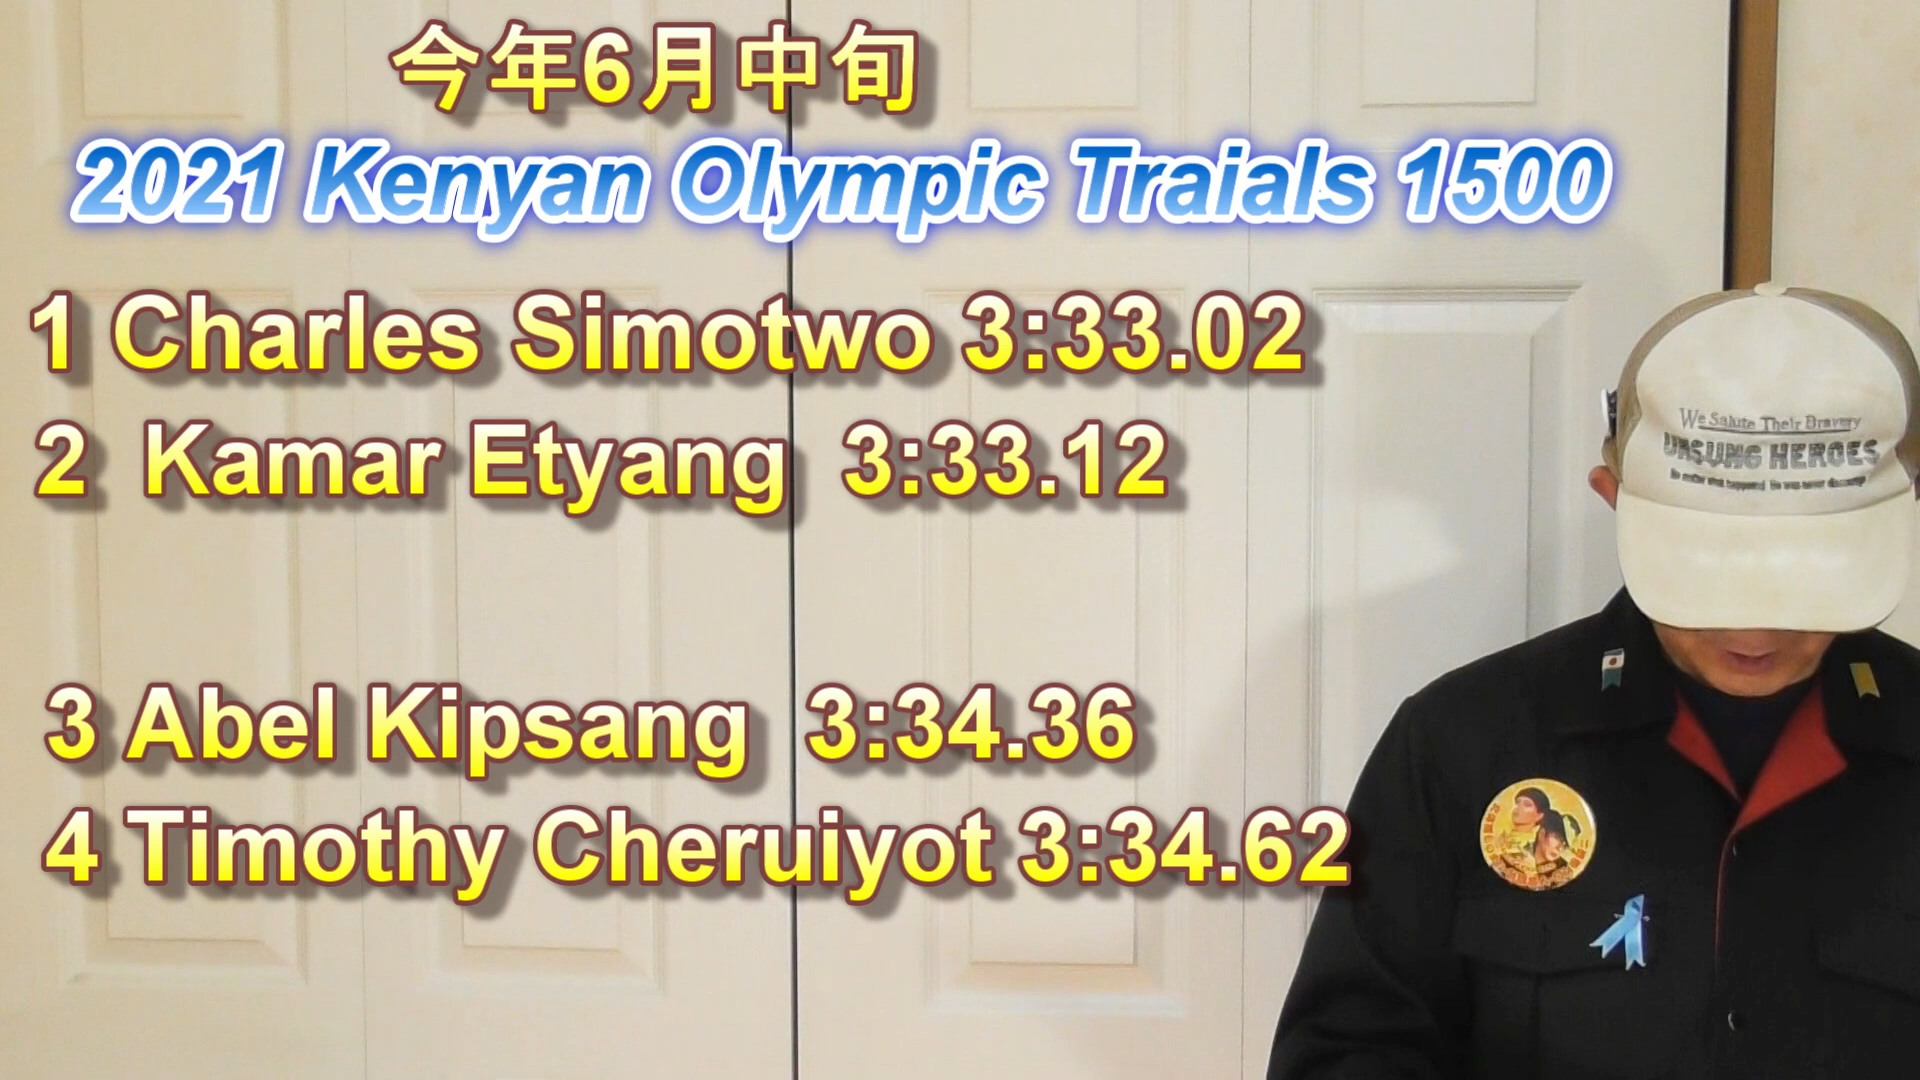 今年6月中旬
2021 Kenyan Olympic Traials 1500
1 Charles Simotwo 3:33.02
2 Kamar Etyang 3:33.12
3 Abel Kipsang 3:34.36
4 Timothy Cheruiyot 3:34.62
We Salute Their Bravery
UNSUNG HEROES